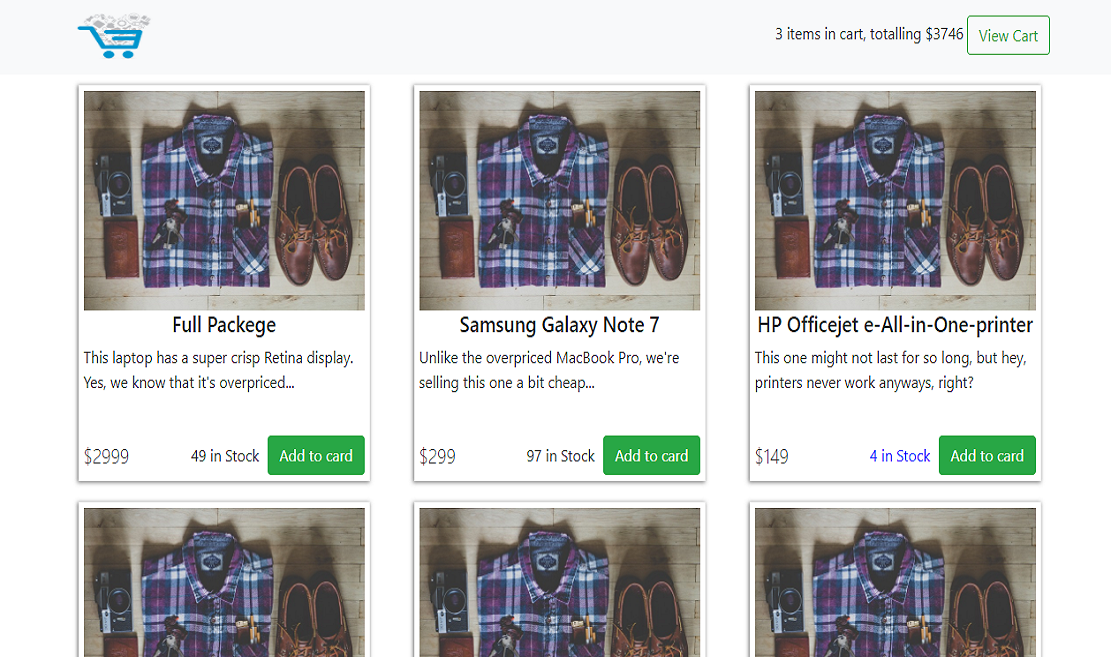 3 items in cart, totalling $3746 View Cart
Full Packege
This laptop has a super crisp Retina display.
Yes, we know that it's overpriced...
$2999 49 in Stock Add to card
Samsung Galaxy Note 7
Unlike the overpriced MacBook Pro, we're
selling this one a bit cheap...
$299 97 in Stock Add to card
HP Officejet e-All-in-One-printer
This one might not last for so long, but hey,
printers never work anyways, right?
$149 4 in Stock Add to card